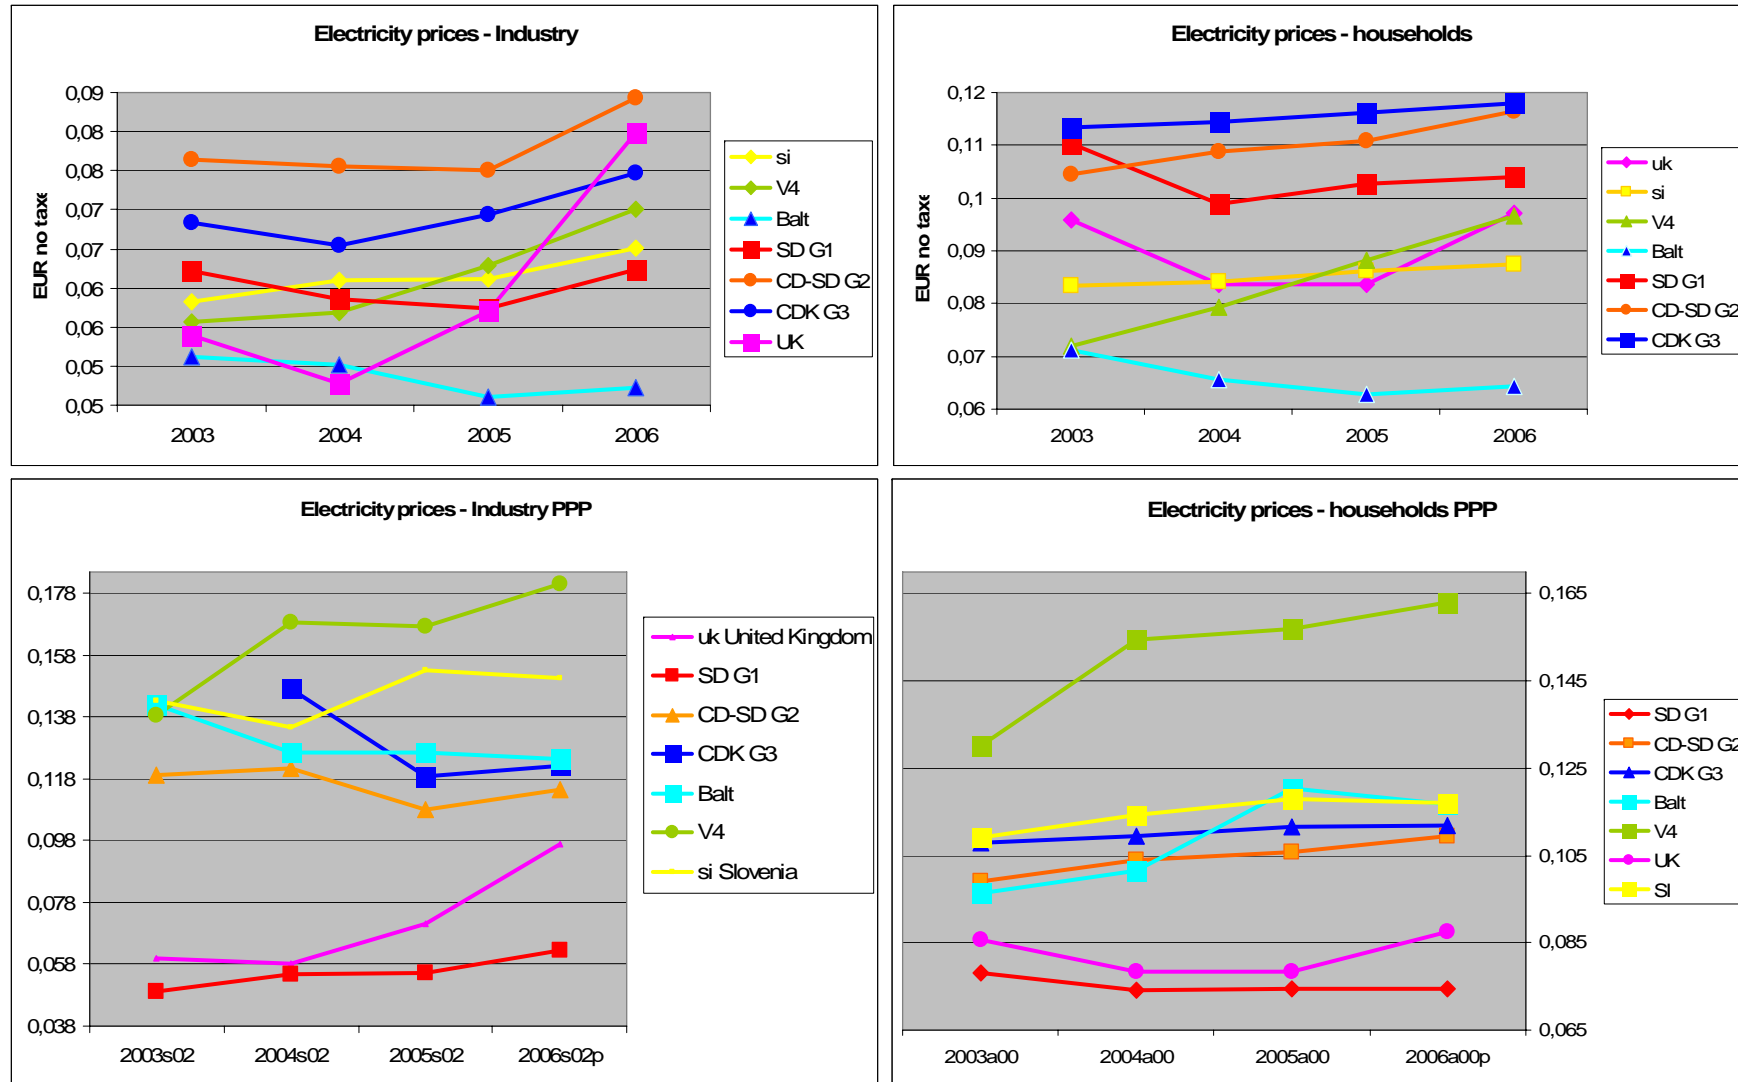 Electricity prices - Industry
0,09
0,08
0,08
0,07
0,07
0,06
0,06
0,05
0,05
EUR no taxe
2003
2004
2005
2006
si
V4
Balt
SD G1
CD-SD G2
CDK G3
UK
Electricity prices - households
0,12
0,11
0,1
0,09
0,08
0,07
0,06
EUR no taxe
2003
2004
2005
2006
uk
si
V4
Balt
SD G1
CD-SD G2
CDK G3
Electricity prices - Industry PPP
0,178
0,158
0,138
0,118
0,098
0,078
0,058
0,038
2003s02
2004s02
2005s02
2006s02p
uk United Kingdom
SD G1
CD-SD G2
CDK G3
Balt
V4
si Slovenia
Electricity prices - households PPP
0,165
0,145
0,125
0,105
0,085
0,065
2003a00
2004a00
2005a00
2006a00p
SD G1
CD-SD G2
CDK G3
Balt
V4
UK
SI